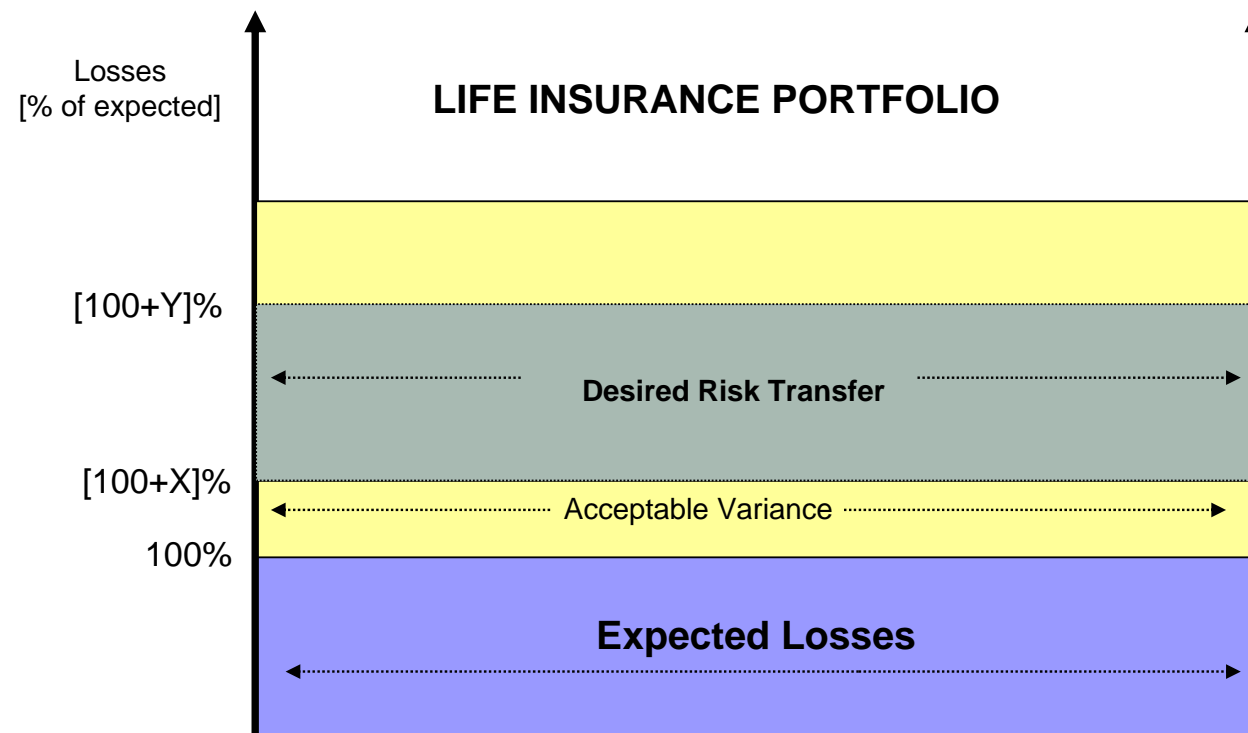 Losses
[% of expected]
LIFE INSURANCE PORTFOLIO
[100+Y]%
Desired Risk Transfer
[100+X]%
Acceptable Variance
100%
Expected Losses